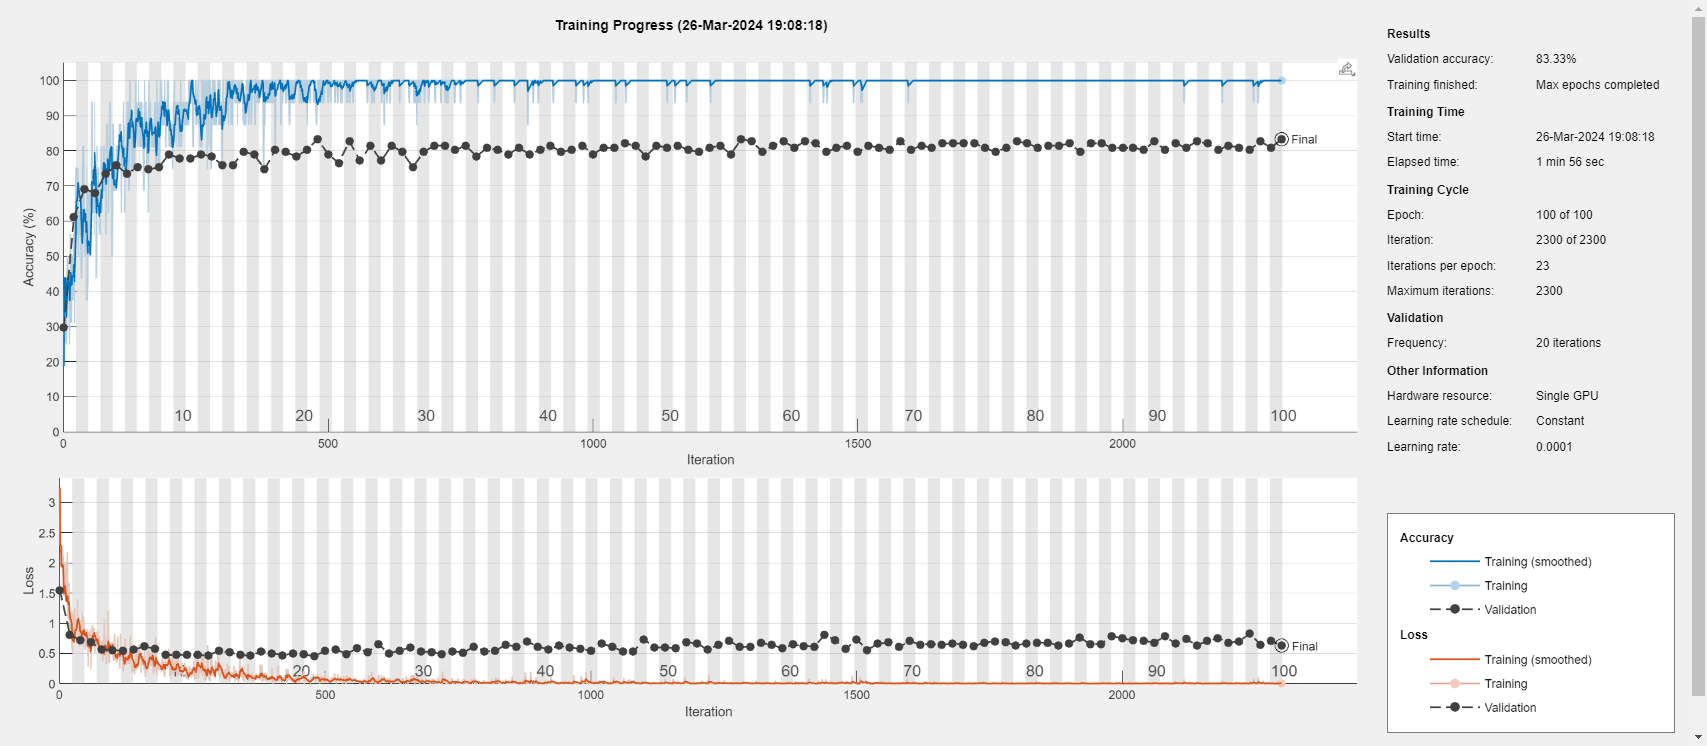 Training Progress (26-Mar-2024 19:08:18)
100
90
80
70
60
50
40
30
20
10
0
Accuracy (%)
Final
10 20 30 40 50 60 70 80 90 100
0 500 1000 1500 2000
Iteration
3
2.5
2
1.5
1
0.5
0
Loss
Final
20 30 40 50 60 70 80 90 100
0 500 1000 1500 2000
Iteration
Results
Validation accuracy: 83.33%
Training finished: Max epochs completed
Training Time
Start time: 26-Mar-2024 19:08:18
Elapsed time: 1 min 56 sec
Training Cycle
Epoch: 100 of 100
Iteration: 2300 of 2300
Iterations per epoch: 23
Maximum iterations: 2300
Validation
Frequency: 20 iterations
Other Information
Hardware resource: Single GPU
Learning rate schedule: Constant
Learning rate: 0.0001
Accuracy
Training (smoothed)
Training
Validation
Loss
Training (smoothed)
Training
Validation